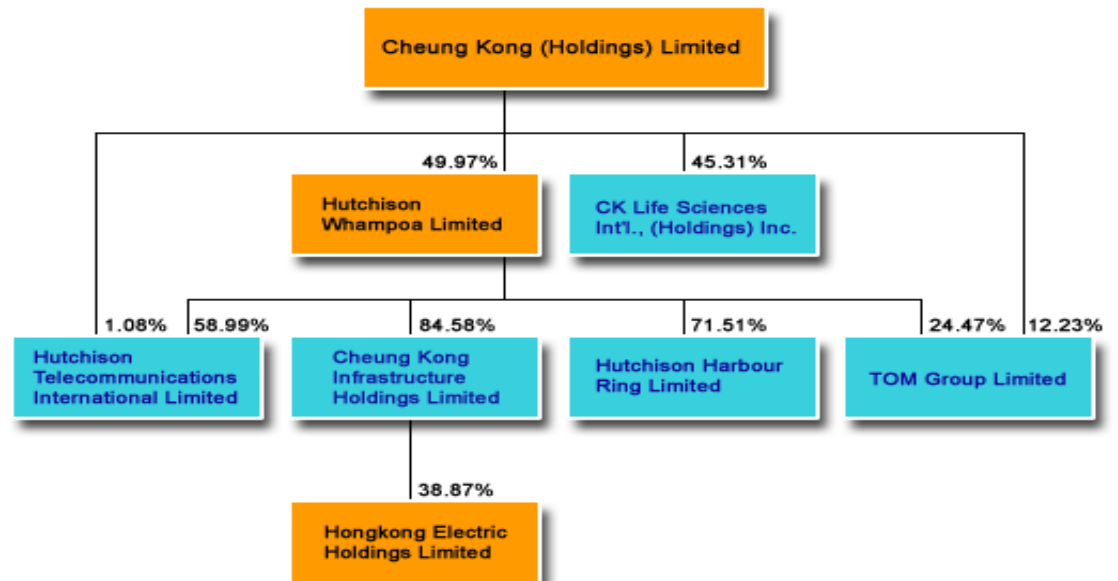 Cheung Kong (Holdings) Limited
49.97%
45.31%
Hutchison
Whampoa Limited
CK Life Sciences
Int'l., (Holdings) Inc.
1.08%
58.99%
84.58%
71.51%
24.47%
12.23%
Hutchison
Telecommunications
International Limited
Cheung Kong
Infrastructure
Holdings Limited
Hutchison Harbour
Ring Limited
TOM Group Limited
38.87%
Hongkong Electric
Holdings Limited